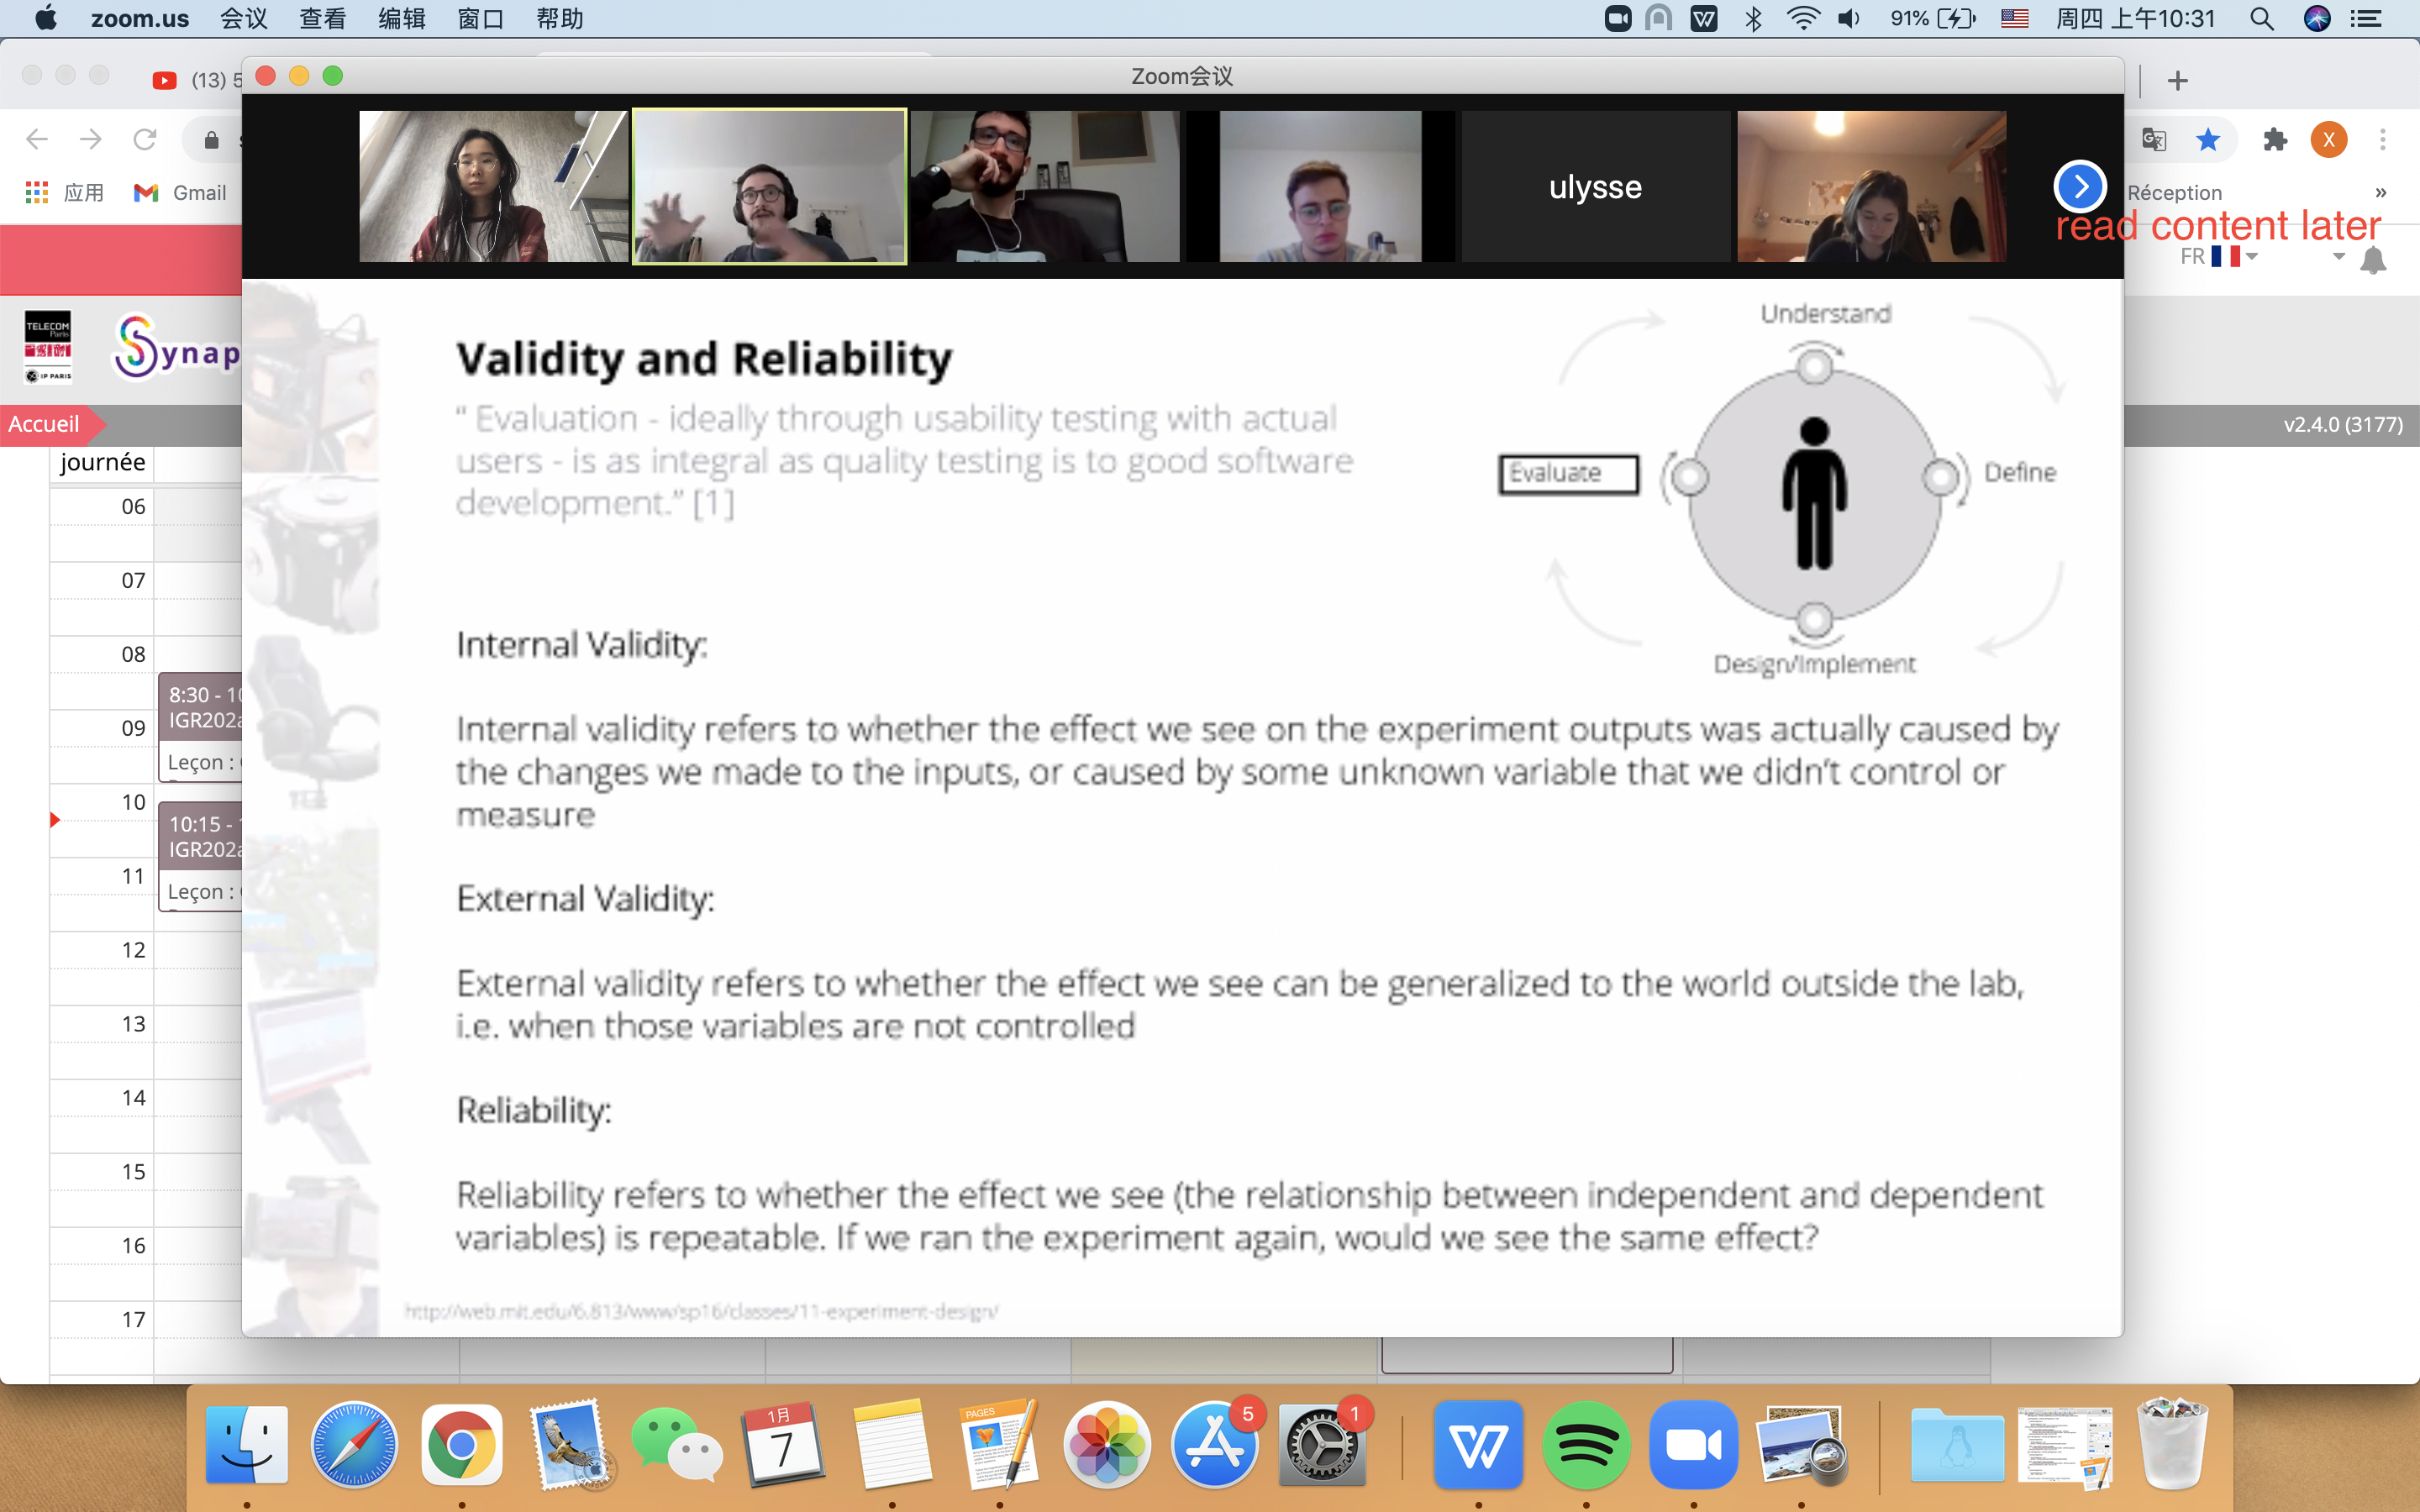 zoom.us 会议 查看 编辑 窗口 帮助
91% 周四 上午10:31
(13) 5
Zoom会议
应用 Gmail
Réception »
X
ulysse
read content later
FR
TELECOM
Paris
IP PARIS
Synap
Accueil
v2.4.0 (3177)
journée
06
07
08
09
10
11
12
13
14
15
16
17
8:30 - 10
IGR202a
Leçon :
10:15 -
IGR202a
Leçon :
Validity and Reliability
“ Evaluation - ideally through usability testing with actual
users - is as integral as quality testing is to good software
development.” [1]
Understand
Evaluate
Define
Design/Implement
Internal Validity:
Internal validity refers to whether the effect we see on the experiment outputs was actually caused by
the changes we made to the inputs, or caused by some unknown variable that we didn’t control or
measure
External Validity:
External validity refers to whether the effect we see can be generalized to the world outside the lab,
i.e. when those variables are not controlled
Reliability:
Reliability refers to whether the effect we see (the relationship between independent and dependent
variables) is repeatable. If we ran the experiment again, would we see the same effect?
http://web.mit.edu/6.813/www/sp16/classes/11-experiment-design/
1月
7
PAGES
5
1